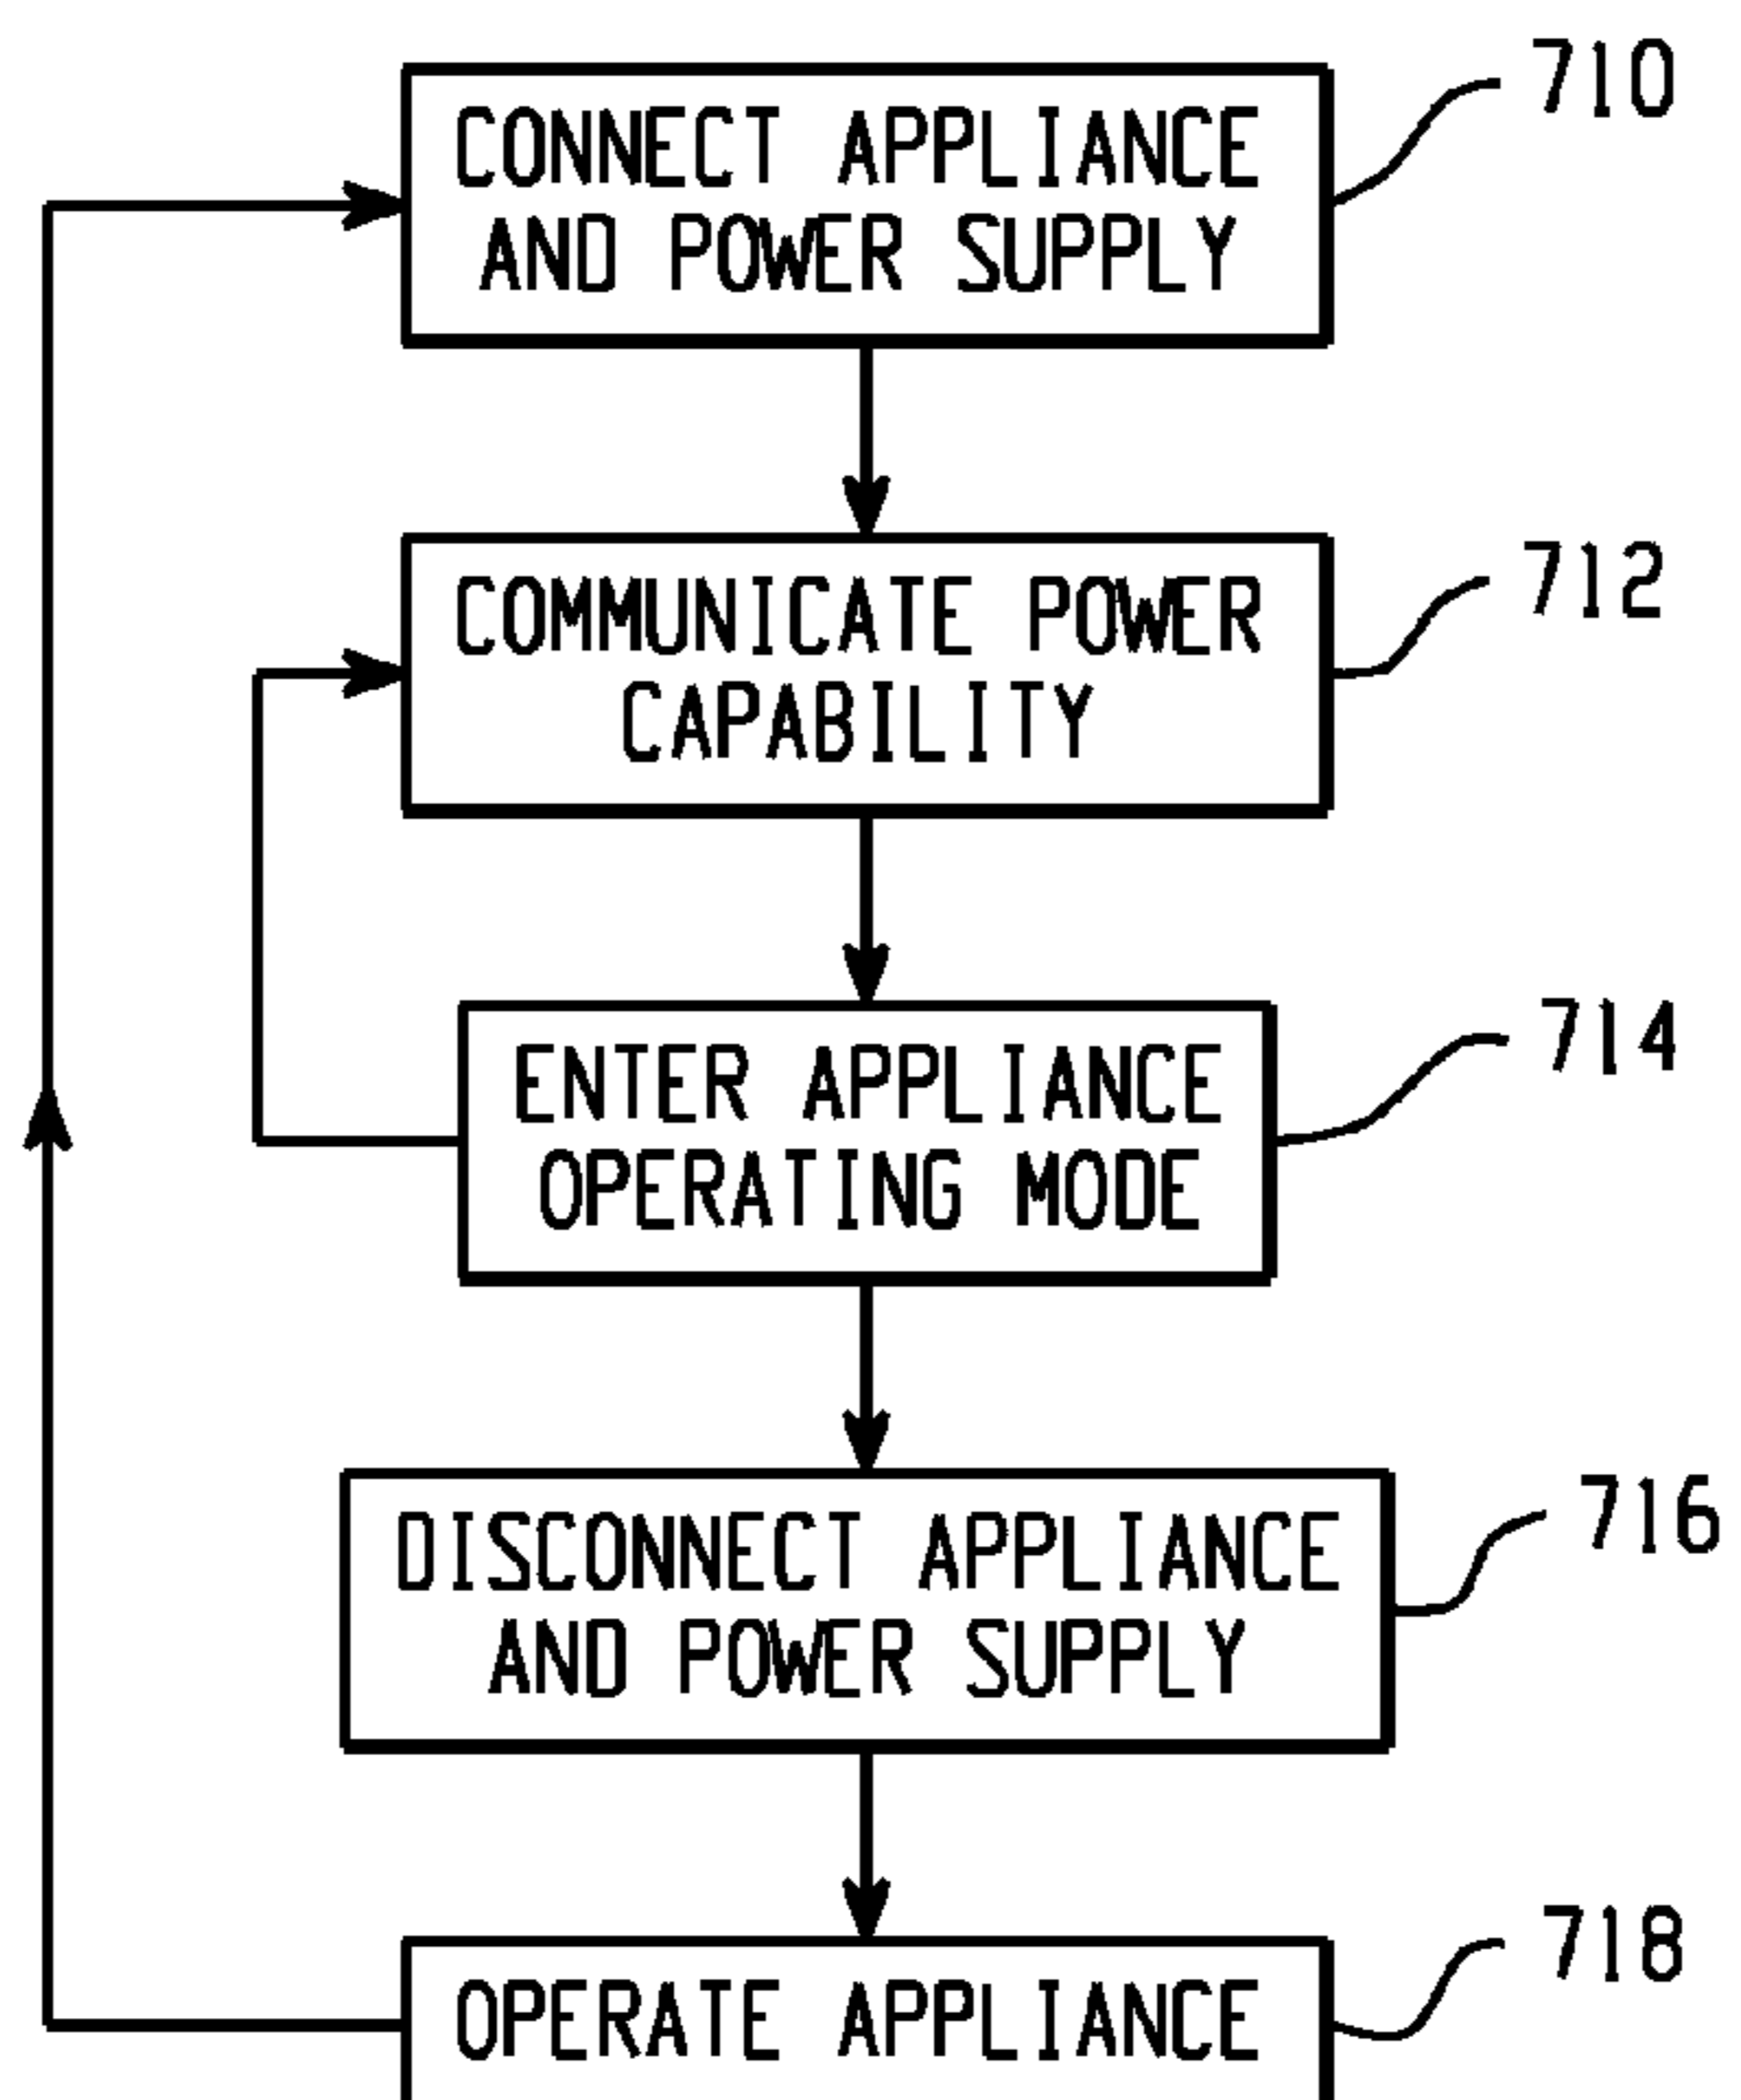 710
CONNECT APPLIANCE
AND POWER SUPPLY
712
COMMUNICATE POWER
CAPABILITY
714
ENTER APPLIANCE
OPERATING MODE
716
DISCONNECT APPLIANCE
AND POWER SUPPLY
718
OPERATE APPLIANCE